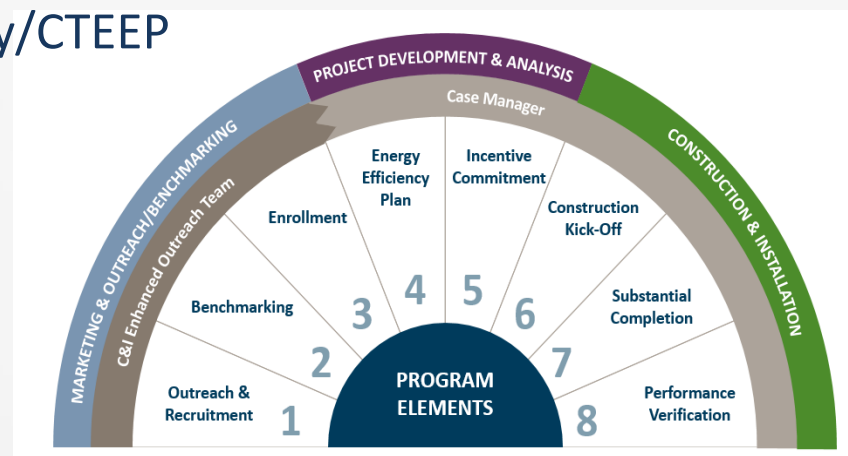 y/CTEEP
PROJECT DEVELOPMENT & ANALYSIS
Case Manager
MARKETING & OUTREACH/BENCHMARKING
C&I Enhanced Outreach Team
CONSTRUCTION & INSTALLATION
Outreach &
Recruitment
1
Benchmarking
2
Enrollment
3
Energy
Efficiency
Plan
4
Incentive
Commitment
5
Construction
Kick-Off
6
Substantial
Completion
7
Performance
Verification
8
PROGRAM
ELEMENTS